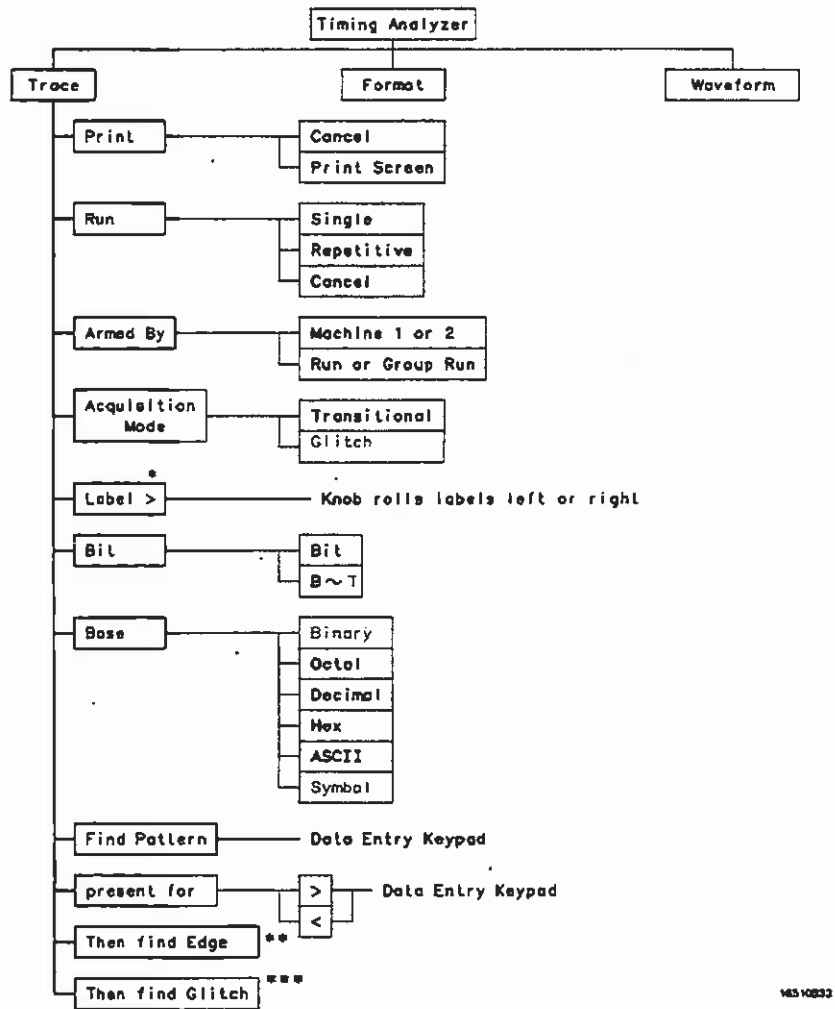 Timing Analyzer
Trace Format Waveform
Print Cancel
Print Screen
Run Single
Repetitive
Cancel
Armed By Machine 1 or 2
Run or Group Run
Acquisition
Mode
Transitional
Glitch
*
Label > Knob rolls labels left or right
Bit Bit
B~T
Base Binary
Octal
Decimal
Hex
ASCII
Symbol
Find Pattern Data Entry Keypad
present for > Data Entry Keypad
<
Then find Edge **
Then find Glitch ***